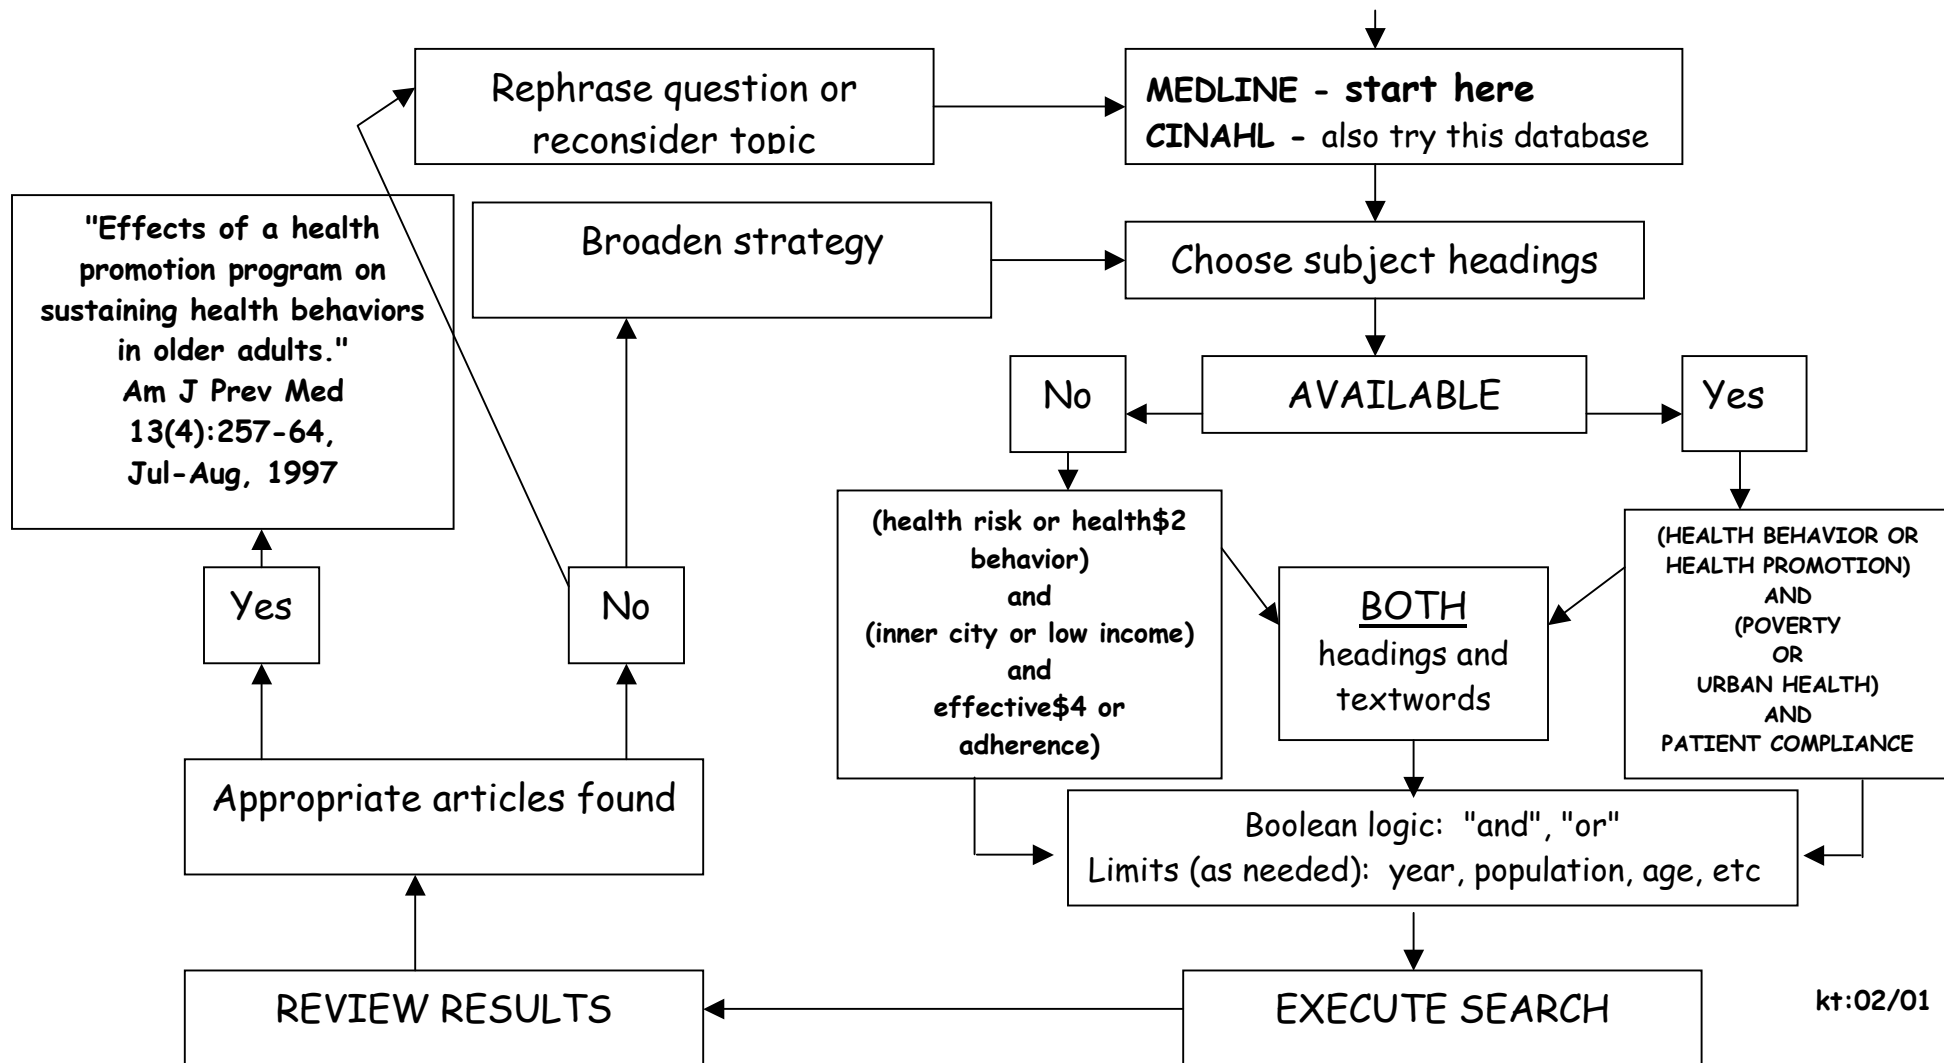 Rephrase question or
reconsider topic
MEDLINE - start here
CINAHL - also try this database
"Effects of a health
promotion program on
sustaining health behaviors
in older adults."
Am J Prev Med
13(4):257-64,
Jul-Aug, 1997
Broaden strategy
Choose subject headings
No
AVAILABLE
Yes
(health risk or health$2
behavior)
and
(inner city or low income)
and
effective$4 or
adherence)
BOTH
headings and
textwords
(HEALTH BEHAVIOR OR
HEALTH PROMOTION)
AND
(POVERTY
OR
URBAN HEALTH)
AND
PATIENT COMPLIANCE
Yes
No
Appropriate articles found
Boolean logic: "and", "or"
Limits (as needed): year, population, age, etc
REVIEW RESULTS
EXECUTE SEARCH
kt:02/01